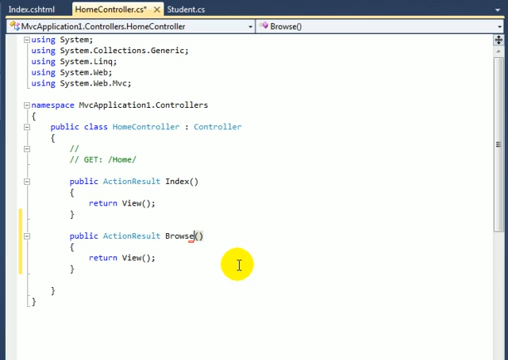 Index.cshtml HomeController.cs* Student.cs
MvcApplication1.Controllers.HomeController Browse()
using System;
using System.Collections.Generic;
using System.Linq;
using System.Web;
using System.Web.Mvc;
namespace MvcApplication1.Controllers
{
public class HomeController : Controller
{
//
// GET: /Home/
public ActionResult Index()
{
return View();
}
public ActionResult Browse()
{
return View();
}
}
}